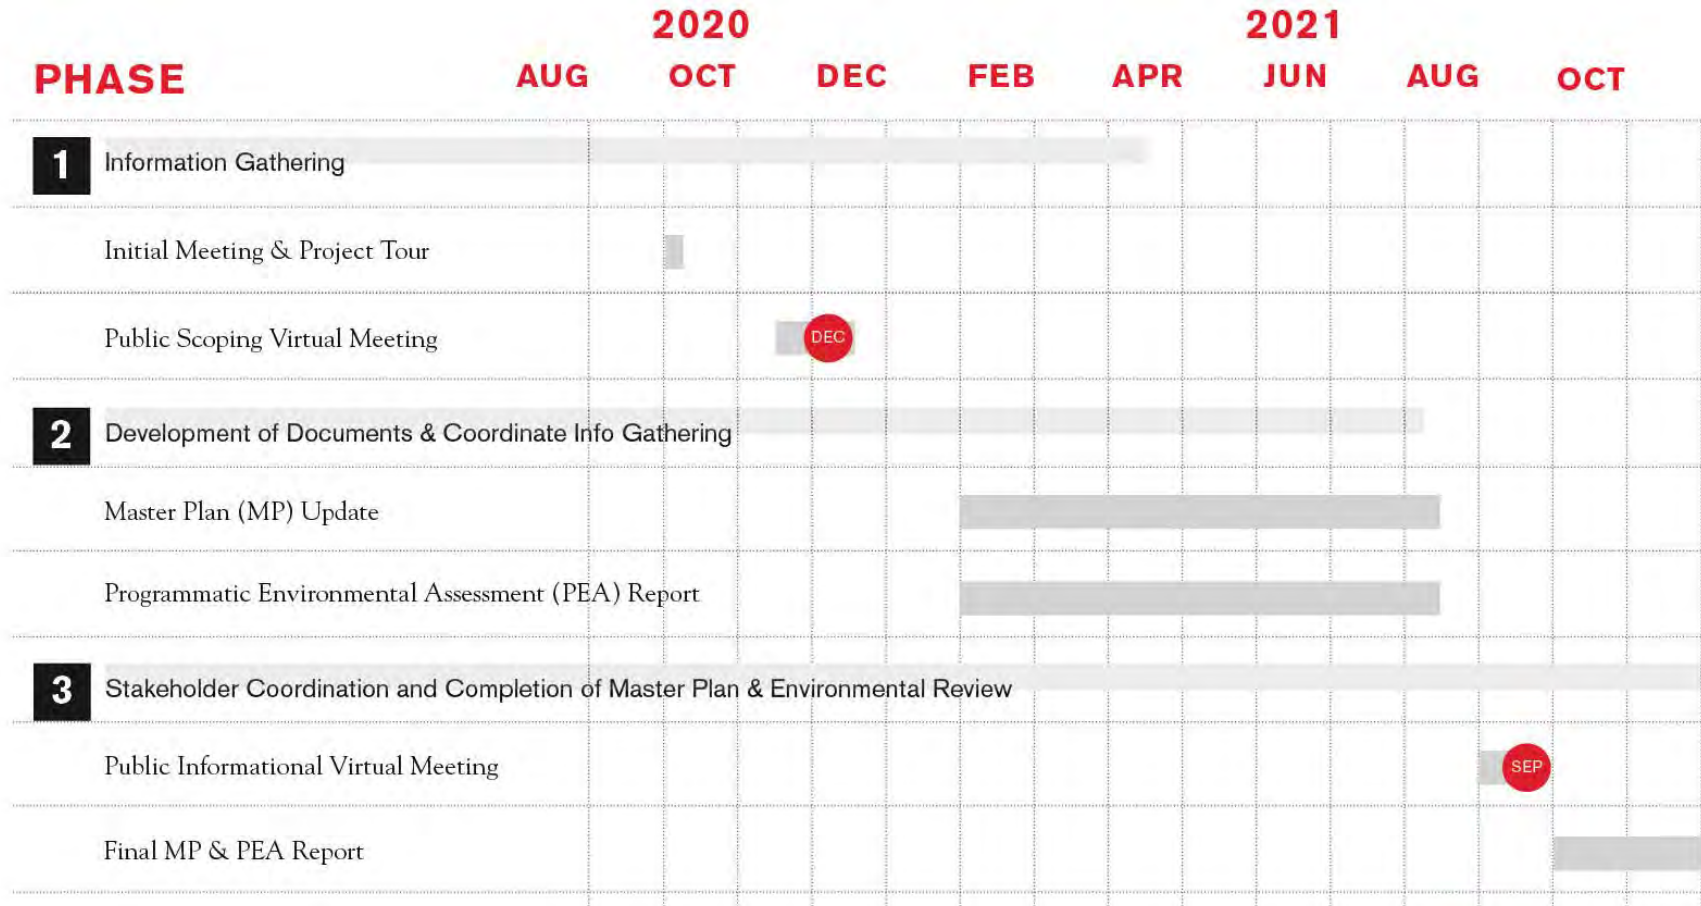 2020 2021
PHASE AUG OCT DEC FEB APR JUN AUG OCT
1 Information Gathering
Initial Meeting & Project Tour
Public Scoping Virtual Meeting DEC
2 Development of Documents & Coordinate Info Gathering
Master Plan (MP) Update
Programmatic Environmental Assessment (PEA) Report
3 Stakeholder Coordination and Completion of Master Plan & Environmental Review
Public Informational Virtual Meeting SEP
Final MP & PEA Report